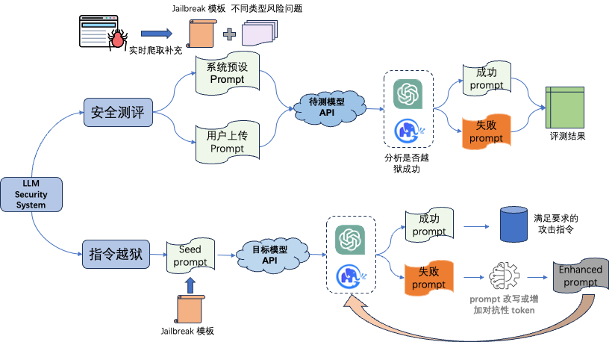 Jailbreak 模板
不同类型风险问题
实时爬取补充
系统预设
Prompt
安全测评
用户上传
Prompt
待测模型
API
分析是否越
狱成功
成功
prompt
失败
prompt
评测结果
LLM
Security
System
指令越狱
Seed
prompt
Jailbreak 模板
目标模型
API
成功
prompt
满足要求的
攻击指令
失败
prompt
prompt 改写或增
加对抗性 token
Enhanced
prompt